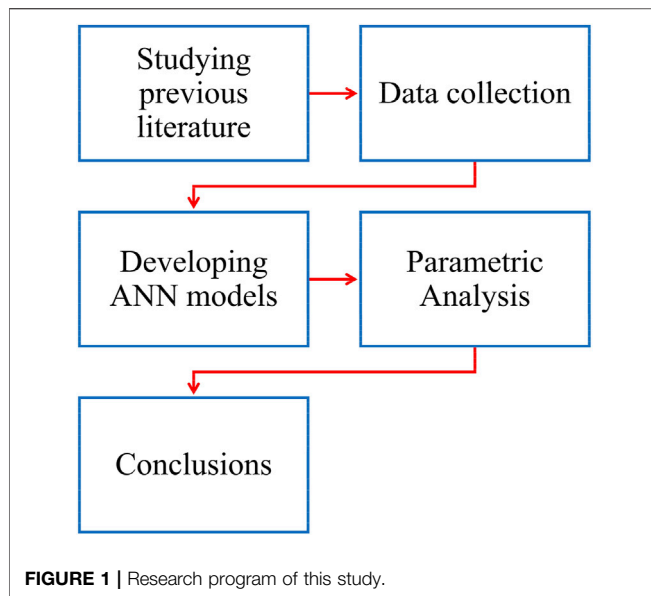 Studying
previous
literature
Data collection
Developing
ANN models
Parametric
Analysis
Conclusions
FIGURE 1 | Research program of this study.